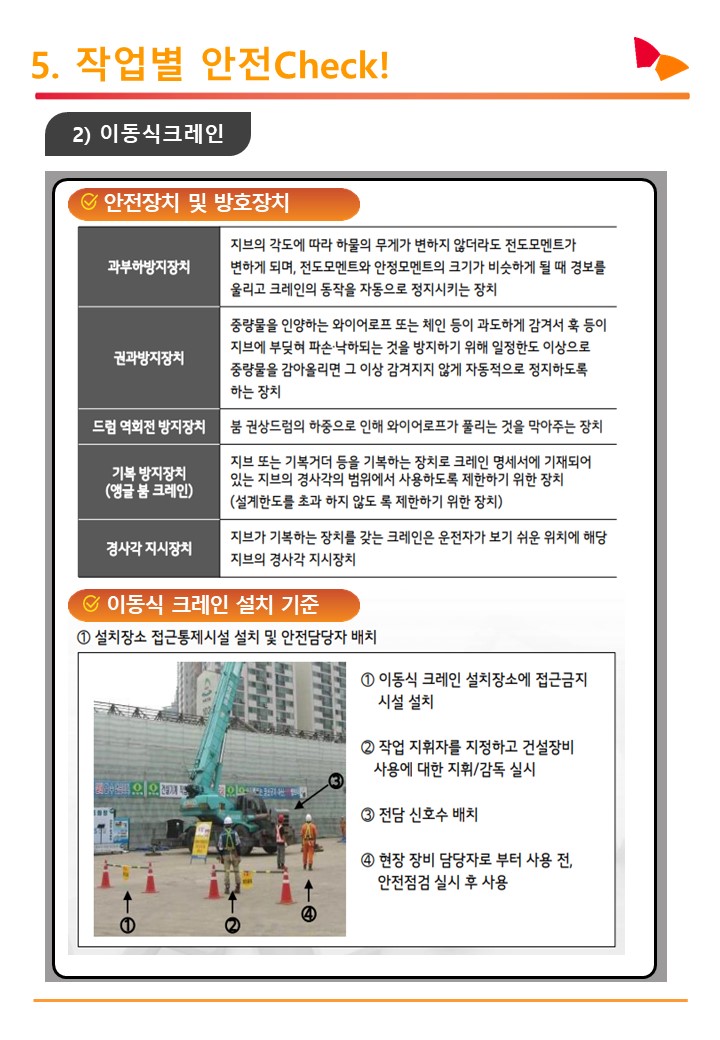 5. 작업별 안전Check!
2) 이동식크레인
안전장치 및 방호장치
과부하방지장치
지브의 각도에 따라 하물의 무게가 변하지 않더라도 전도모멘트가
변하게 되며, 전도모멘트와 안정모멘트의 크기가 비슷하게 될 때 경보를
울리고 크레인의 동작을 자동으로 정지시키는 장치
권과방지장치
중량물을 인양하는 와이어로프 또는 체인 등이 과도하게 감겨서 훅 등이
지브에 부딪혀 파손·낙하되는 것을 방지하기 위해 일정한도 이상으로
중량물을 감아올리면 그 이상 감겨지지 않게 자동적으로 정지하도록
하는 장치
드럼 역회전 방지장치
붐 권상드럼의 하중으로 인해 와이어로프가 풀리는 것을 막아주는 장치
기복 방지장치
(앵글 붐 크레인)
지브 또는 기복거더 등을 기복하는 장치로 크레인 명세서에 기재되어
있는 지브의 경사각의 범위에서 사용하도록 제한하기 위한 장치
(설계한도를 초과 하지 않도 록 제한하기 위한 장치)
경사각 지시장치
지브가 기복하는 장치를 갖는 크레인은 운전자가 보기 쉬운 위치에 해당
지브의 경사각 지시장치
이동식 크레인 설치 기준
① 설치장소 접근통제시설 설치 및 안전담당자 배치
① 이동식 크레인 설치장소에 접근금지
시설 설치
② 작업 지휘자를 지정하고 건설장비
사용에 대한 지휘/감독 실시
③ 전담 신호수 배치
④ 현장 장비 담당자로 부터 사용 전,
안전점검 실시 후 사용
③
①
②
④